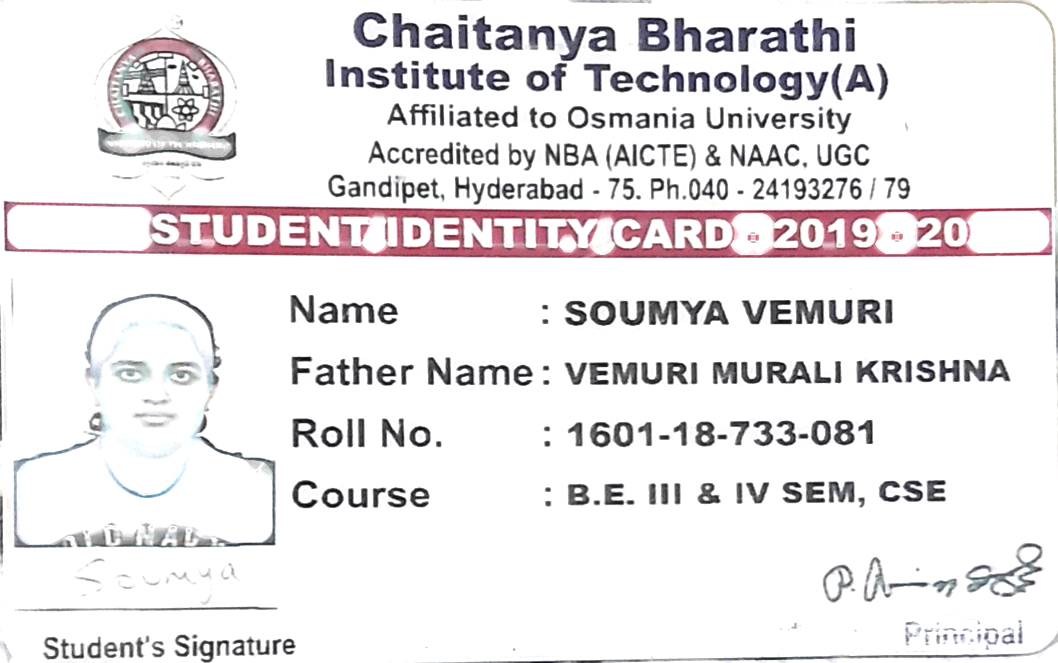 Chaitanya Bharathi
Institute of Technology(A)
Affiliated to Osmania University
Accredited by NBA (AICTE) & NAAC, UGC
Gandipet, Hyderabad - 75. Ph.040 - 24193276 / 79
STUDENT IDENTITY CARD 2019 20
Name : SOUMYA VEMURI
Father Name : VEMURI MURALI KRISHNA
Roll No. : 1601-18-733-081
Course : B.E. III & IV SEM, CSE
Soumya
Student's Signature
Principal